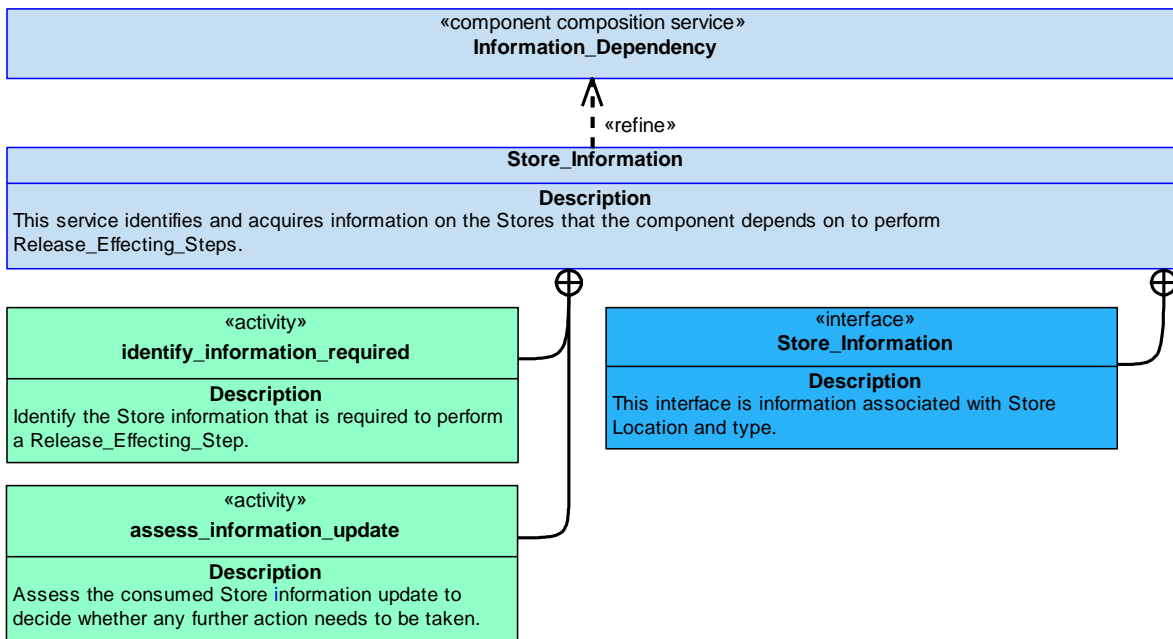 «component composition service»
Information_Dependency
«refine»
Store_Information
Description
This service identifies and acquires information on the Stores that the component depends on to perform
Release_Effecting_Steps.
«activity»
identify_information_required
Description
Identify the Store information that is required to perform
a Release_Effecting_Step.
«interface»
Store_Information
Description
This interface is information associated with Store
Location and type.
«activity»
assess_information_update
Description
Assess the consumed Store information update to
decide whether any further action needs to be taken.